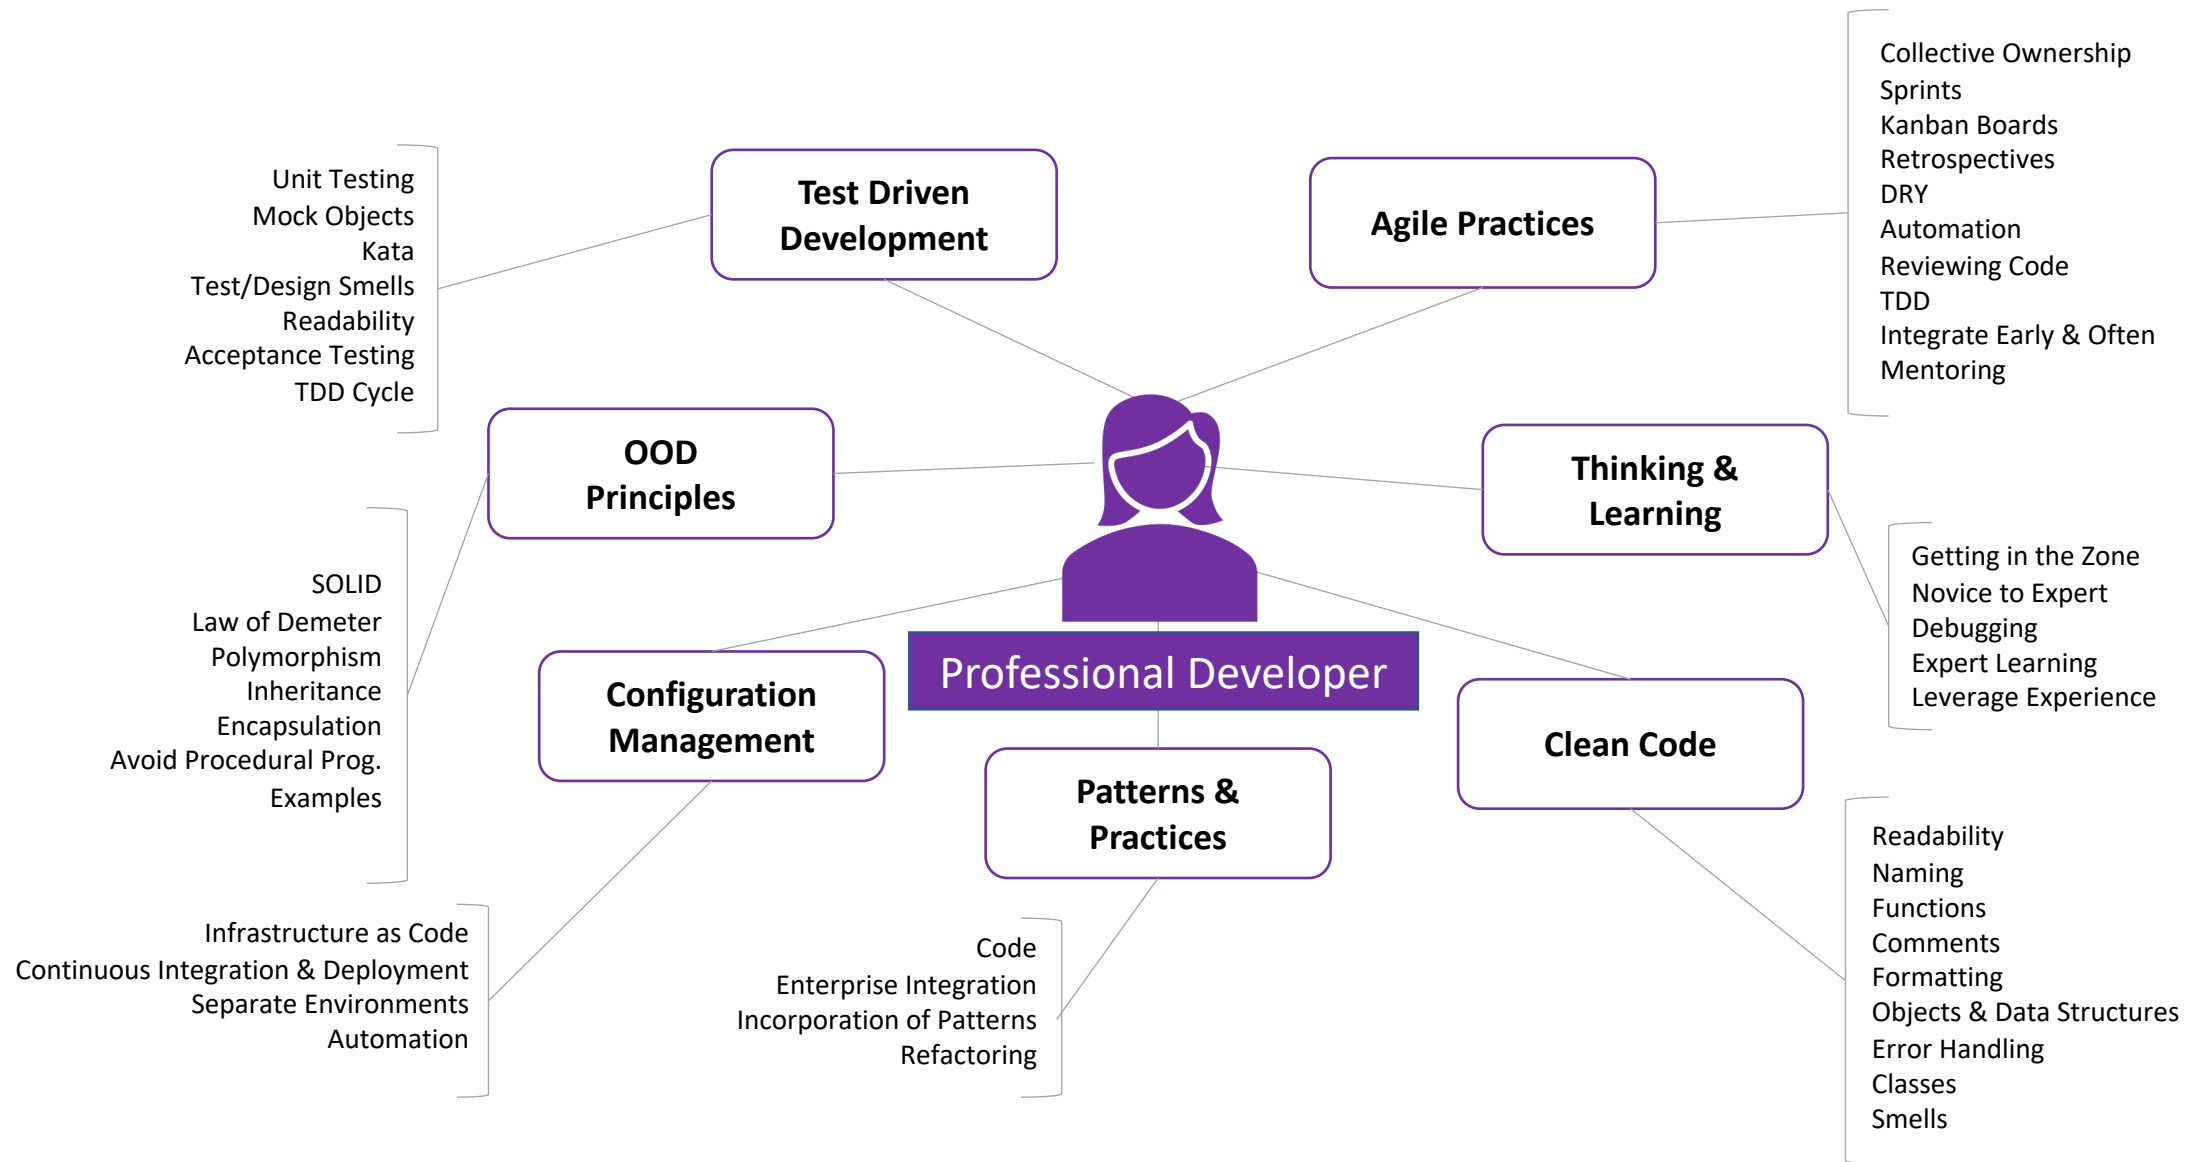 Unit Testing
Mock Objects
Kata
Test/Design Smells
Readability
Acceptance Testing
TDD Cycle
Test Driven
Development
Agile Practices
Collective Ownership
Sprints
Kanban Boards
Retrospectives
DRY
Automation
Reviewing Code
TDD
Integrate Early & Often
Mentoring
OOD
Principles
SOLID
Law of Demeter
Polymorphism
Inheritance
Encapsulation
Avoid Procedural Prog.
Examples
Thinking &
Learning
Getting in the Zone
Novice to Expert
Debugging
Expert Learning
Leverage Experience
Professional Developer
Configuration
Management
Infrastructure as Code
Continuous Integration & Deployment
Separate Environments
Automation
Patterns &
Practices
Code
Enterprise Integration
Incorporation of Patterns
Refactoring
Clean Code
Readability
Naming
Functions
Comments
Formatting
Objects & Data Structures
Error Handling
Classes
Smells